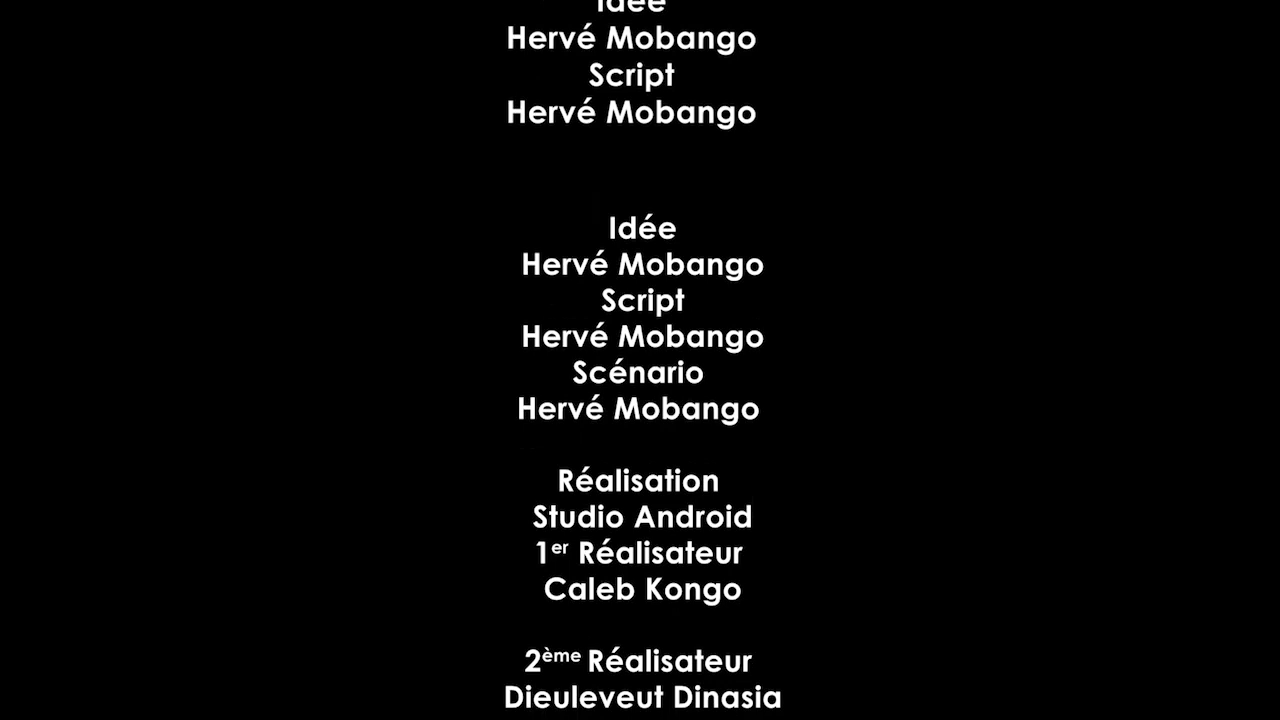 Idée
Hervé Mobango
Script
Hervé Mobango
Idée
Hervé Mobango
Script
Hervé Mobango
Scénario
Hervé Mobango
Réalisation
Studio Android
1er Réalisateur
Caleb Kongo
2ème Réalisateur
Dieuleveut Dinasia